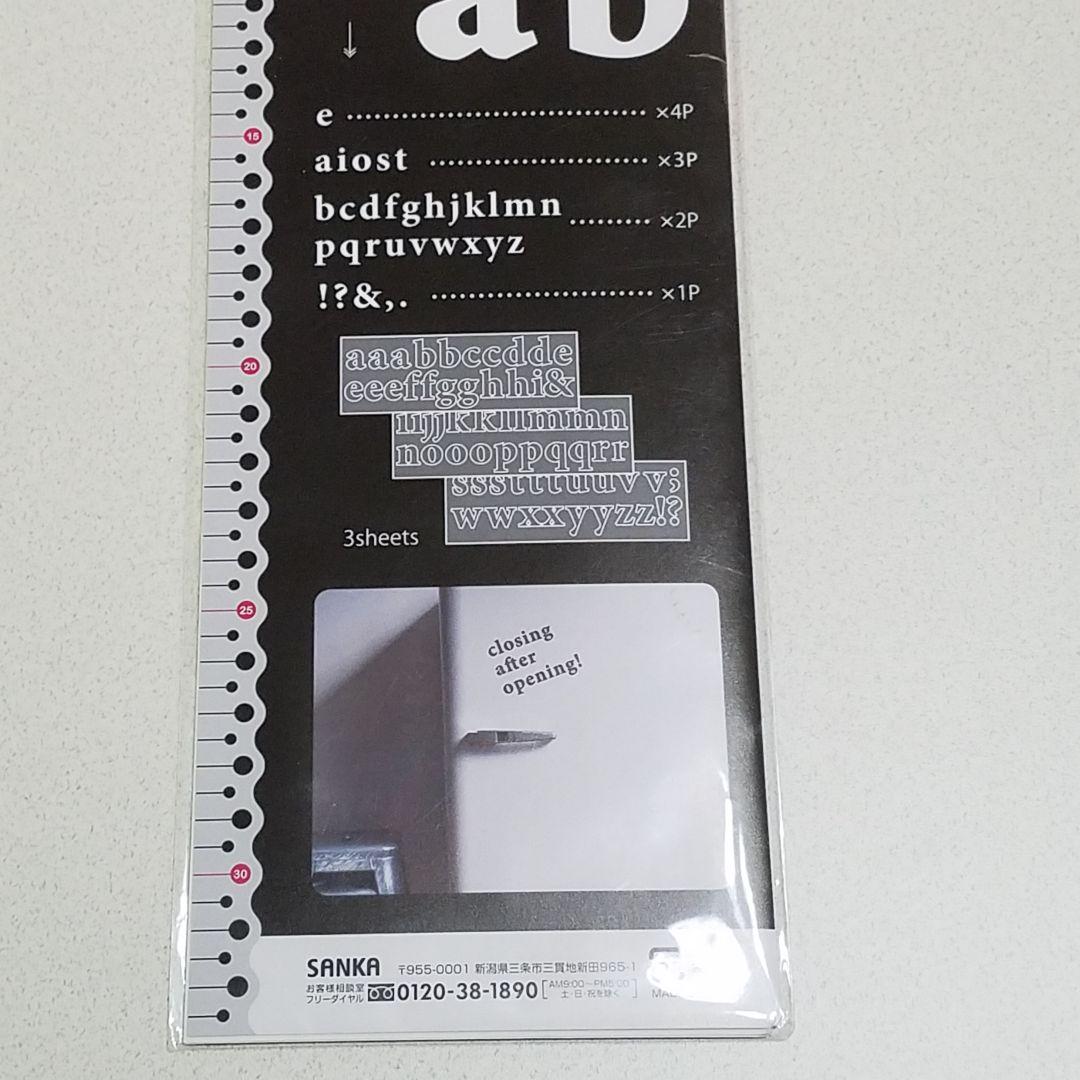 ab
e ×4P
15
aiost ×3P
bcdfghjklmn
pqruvwxyz ×2P
!?&,. ×1P
20
aaabbccdde
eeeffgghhi&
iijjkkllmmn
noooppqqrr
ssstttuuvv;
wwxxyyzz!?
3sheets
25
closing
after
opening!
30
SANKA 〒955-0001 新潟県三条市三貫地新田965-1
お客様相談室
フリーダイヤル 0120-38-1890 [AM9:00〜PM5:00
土・日・祝を除く]